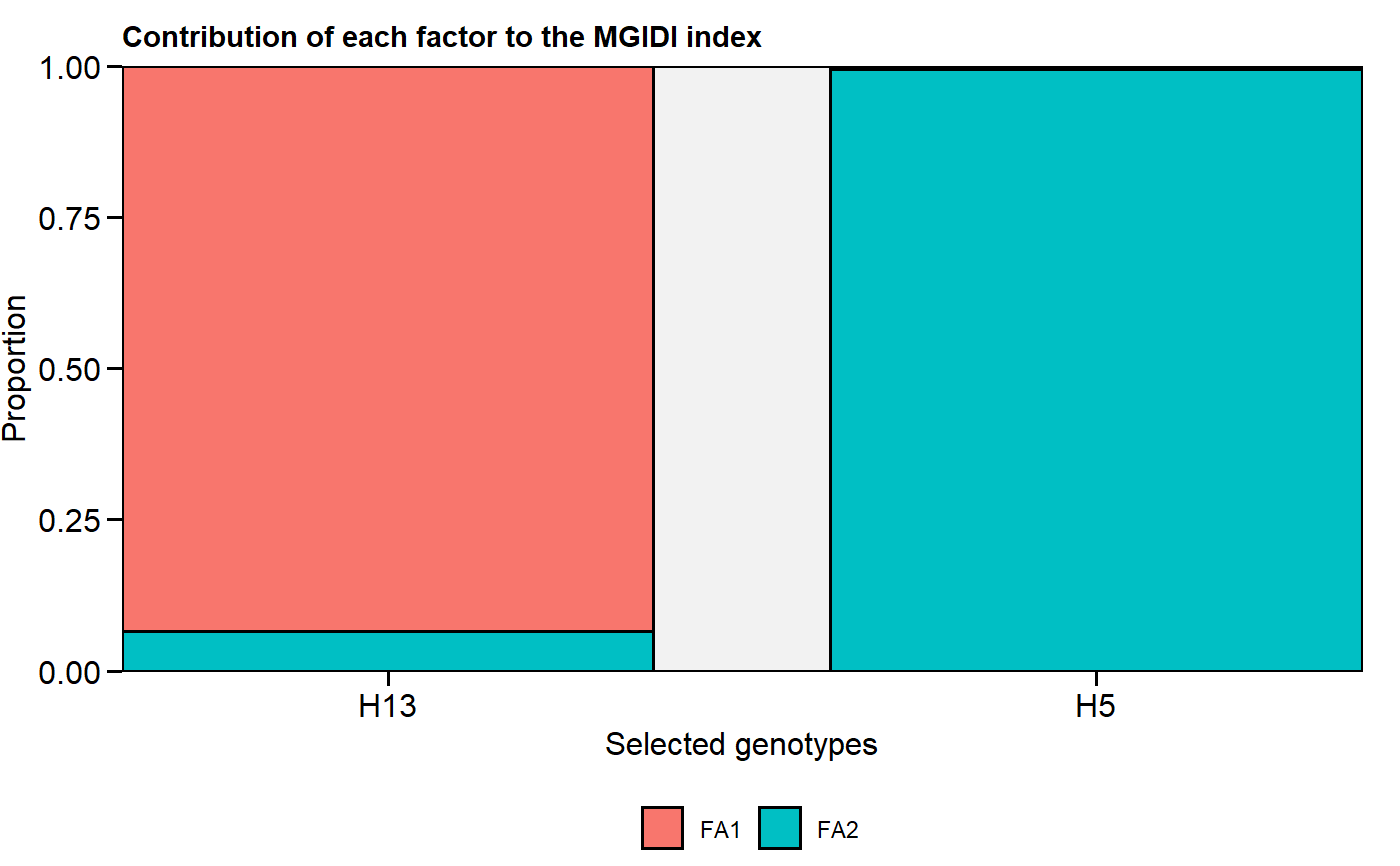 Contribution of each factor to the MGIDI index
1.00
0.75
0.50
0.25
0.00
Proportion
H13 H5
Selected genotypes
FA1 FA2